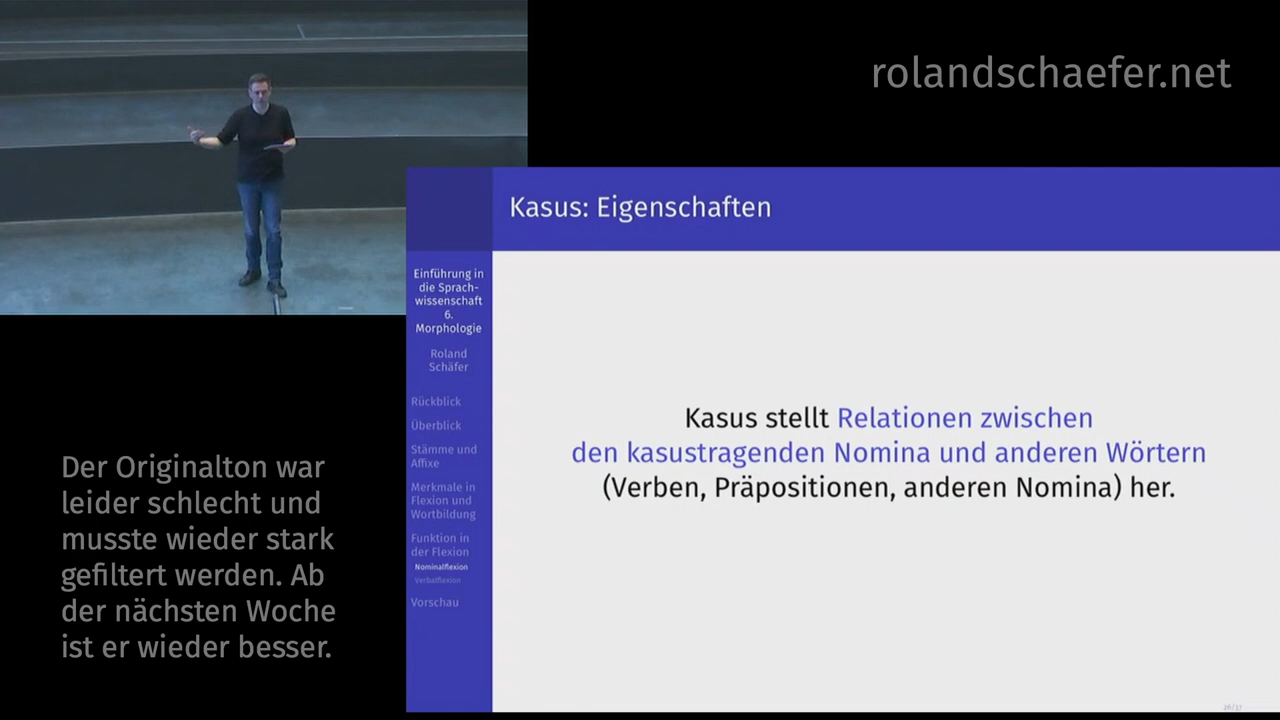 rolandschaefer.net
Kasus: Eigenschaften
Einführung in
die Sprach-
wissenschaft
6.
Morphologie
Roland
Schäfer
Rückblick
Überblick
Stämme und
Affixe
Merkmale in
Flexion und
Wortbildung
Funktion in
der Flexion
Nominalflexion
Verbalflexion
Vorschau
Kasus stellt Relationen zwischen
den kasustragenden Nomina und anderen Wörtern
(Verben, Präpositionen, anderen Nomina) her.
26/37
Der Originalton war
leider schlecht und
musste wieder stark
gefiltert werden. Ab
der nächsten Woche
ist er wieder besser.